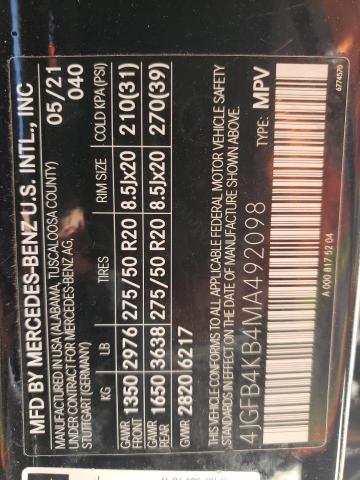 MFD BY MERCEDES-BENZ U.S. INTL., INC
MANUFACTURED IN USA (ALABAMA, TUSCALOOSA COUNTY) 05/21
UNDER CONTRACT FOR MERCEDES-BENZ AG, 040
STUTTGART (GERMANY)
KG LB TIRES RIM SIZE COLD KPA (PSI)
GAWR FRT 1350 2976 275/50 R20 8.5Jx20 210(31)
GAWR REAR 1650 3638 275/50 R20 8.5Jx20 270(39)
GVWR 2820 6217
THIS VEHICLE CONFORMS TO ALL APPLICABLE FEDERAL MOTOR VEHICLE SAFETY
STANDARDS IN EFFECT ON THE DATE OF MANUFACTURE SHOWN ABOVE
4JGFB4KB4MA492098 TYPE: MPV
A 000 817 52 04
6774570